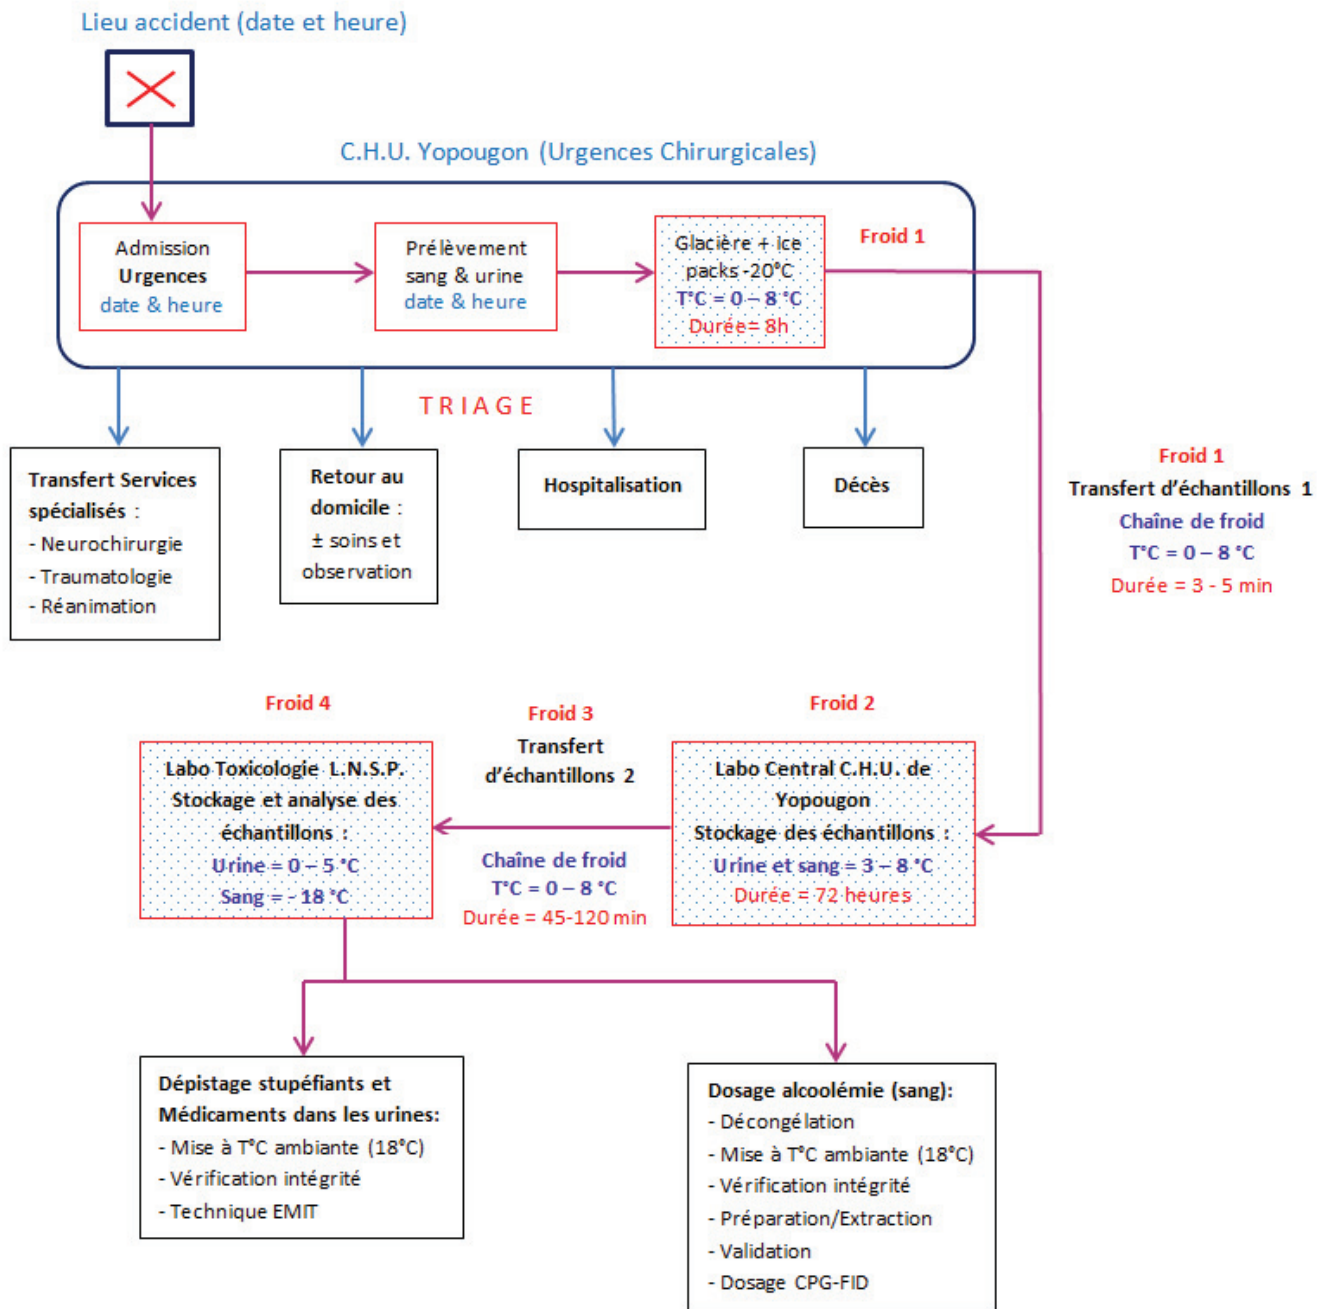 Lieu accident (date et heure)
C.H.U. Yopougon (Urgences Chirurgicales)
Admission
Urgences
date & heure
Prélèvement
sang & urine
date & heure
Glacière + ice
packs -20°C
T°C = 0 – 8 °C
Durée= 8h
Froid 1
T R I A G E
Transfert Services
spécialisés :
- Neurochirurgie
- Traumatologie
- Réanimation
Retour au
domicile :
± soins et
observation
Hospitalisation
Décès
Froid 1
Transfert d’échantillons 1
Chaîne de froid
T°C = 0 – 8 °C
Durée = 3 - 5 min
Froid 4
Labo Toxicologie L.N.S.P.
Stockage et analyse des
échantillons :
Urine = 0 – 5 °C
Sang = - 18 °C
Froid 3
Transfert
d’échantillons 2
Chaîne de froid
T°C = 0 – 8 °C
Durée = 45-120 min
Froid 2
Labo Central C.H.U. de
Yopougon
Stockage des échantillons :
Urine et sang = 3 – 8 °C
Durée = 72 heures
Dépistage stupéfiants et
Médicaments dans les urines:
- Mise à T°C ambiante (18°C)
- Vérification intégrité
- Technique EMIT
Dosage alcoolémie (sang):
- Décongélation
- Mise à T°C ambiante (18°C)
- Vérification intégrité
- Préparation/Extraction
- Validation
- Dosage CPG-FID